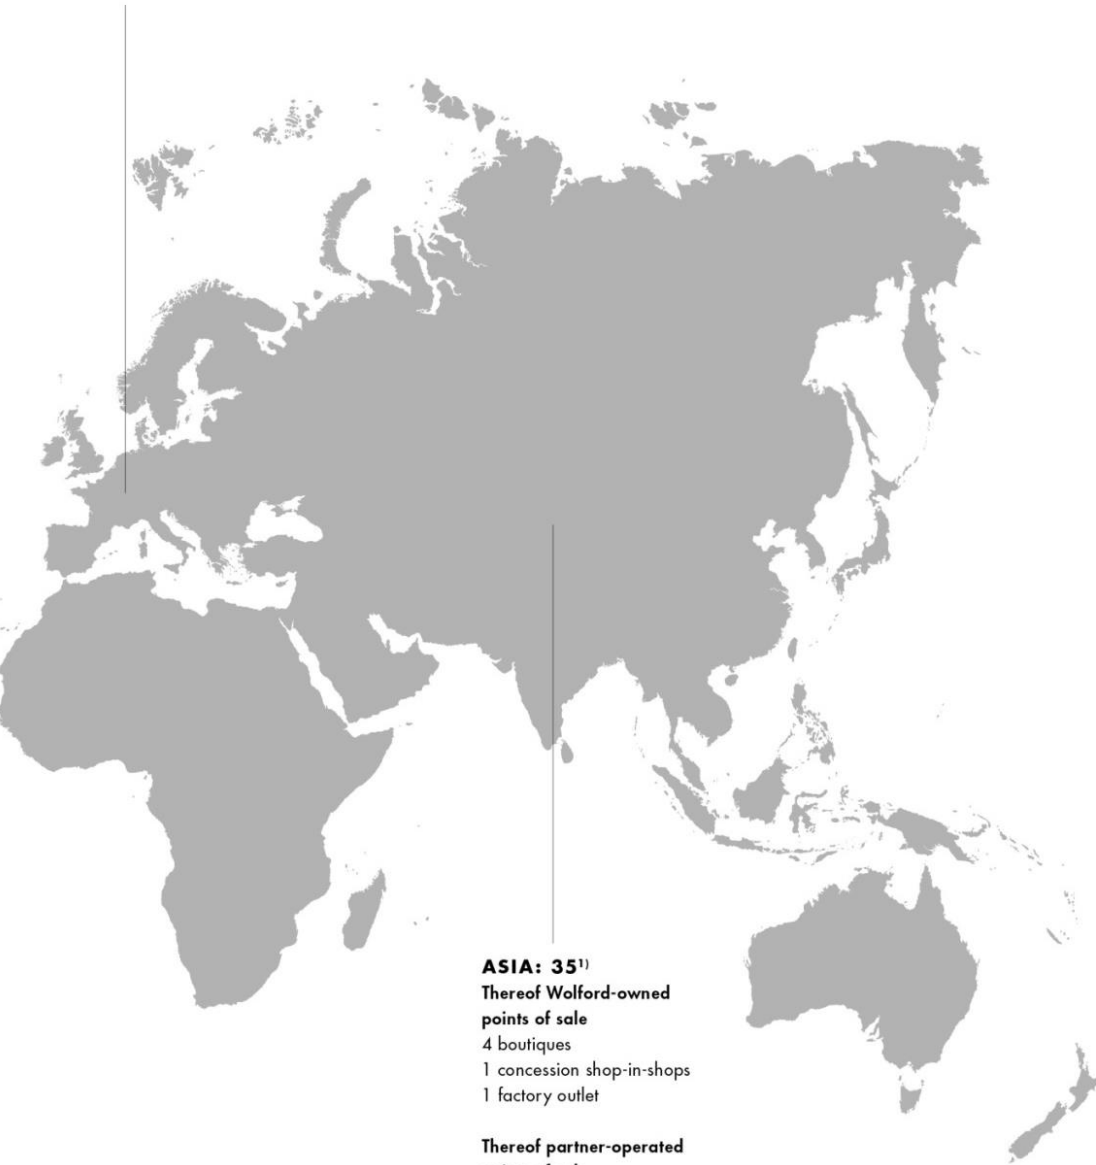 ASIA: 35¹⁾
Thereof Wolford-owned
points of sale
4 boutiques
1 concession shop-in-shops
1 factory outlet
Thereof partner-operated